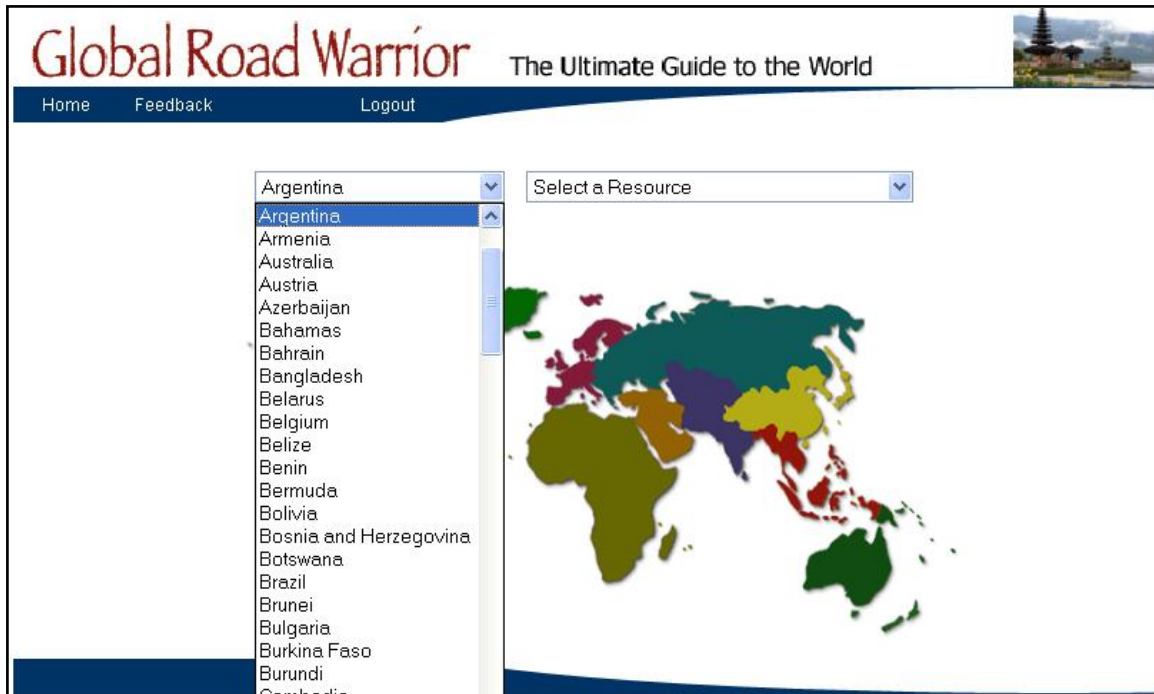 Global Road Warrior The Ultimate Guide to the World
Home Feedback Logout
Argentina Select a Resource
Argentina
Armenia
Australia
Austria
Azerbaijan
Bahamas
Bahrain
Bangladesh
Belarus
Belgium
Belize
Benin
Bermuda
Bolivia
Bosnia and Herzegovina
Botswana
Brazil
Brunei
Bulgaria
Burkina Faso
Burundi
Cambodia